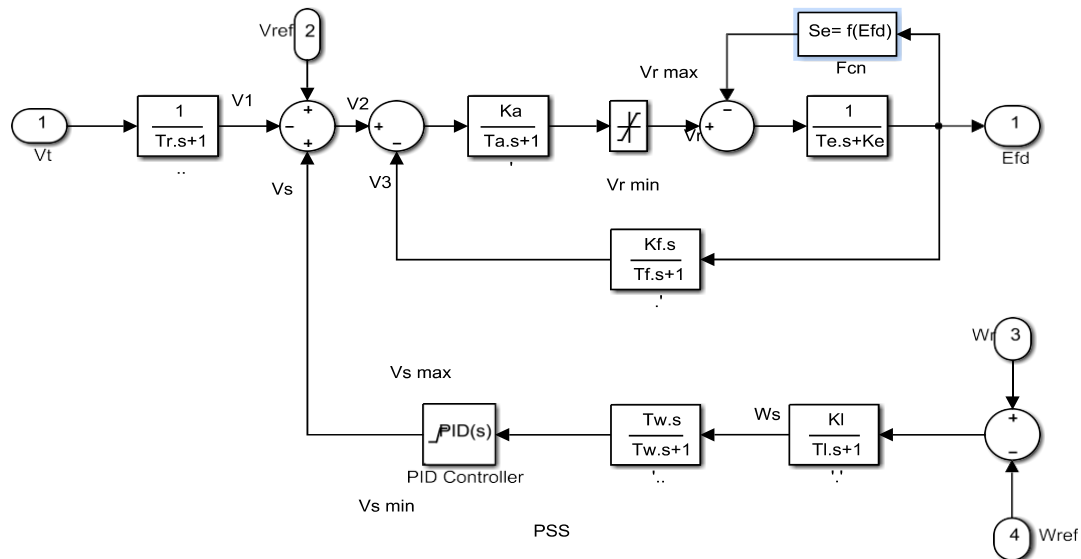 Vref
2
Se= f(Efd)
Fcn
Vr max
1
Vt
1
Tr.s+1
..
V1
+
−
+
V2
+
−
Ka
Ta.s+1
'
Vr
+
−
1
Te.s+Ke
1
Efd
Vs
V3
Vr min
Kf.s
Tf.s+1
.'
Wr
3
Vs max
PID(s)
PID Controller
Tw.s
Tw.s+1
'..
Ws
Kl
Tl.s+1
'.'
+
−
Vs min
PSS
4
Wref